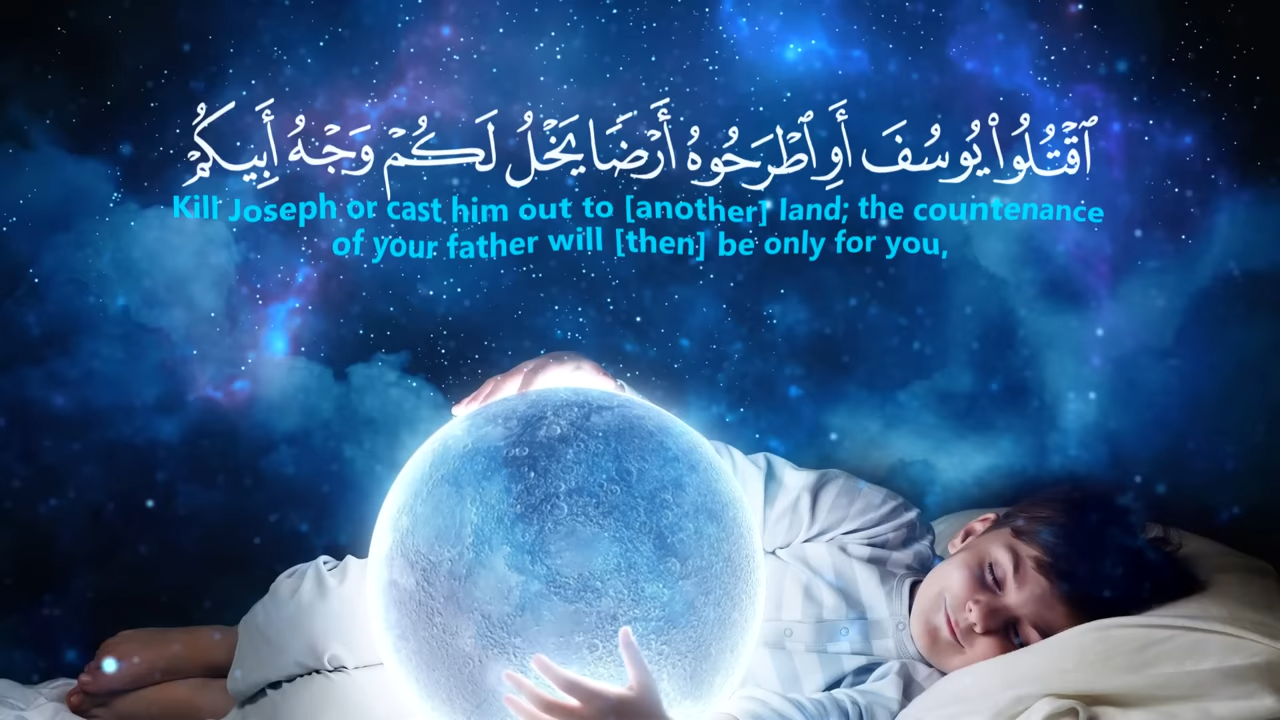 ٱقْتُلُوا۟ يُوسُفَ أَوِ ٱطْرَحُوهُ أَرْضًا يَخْلُ لَكُمْ وَجْهُ أَبِيكُمْ
Kill Joseph or cast him out to [another] land; the countenance
of your father will [then] be only for you,